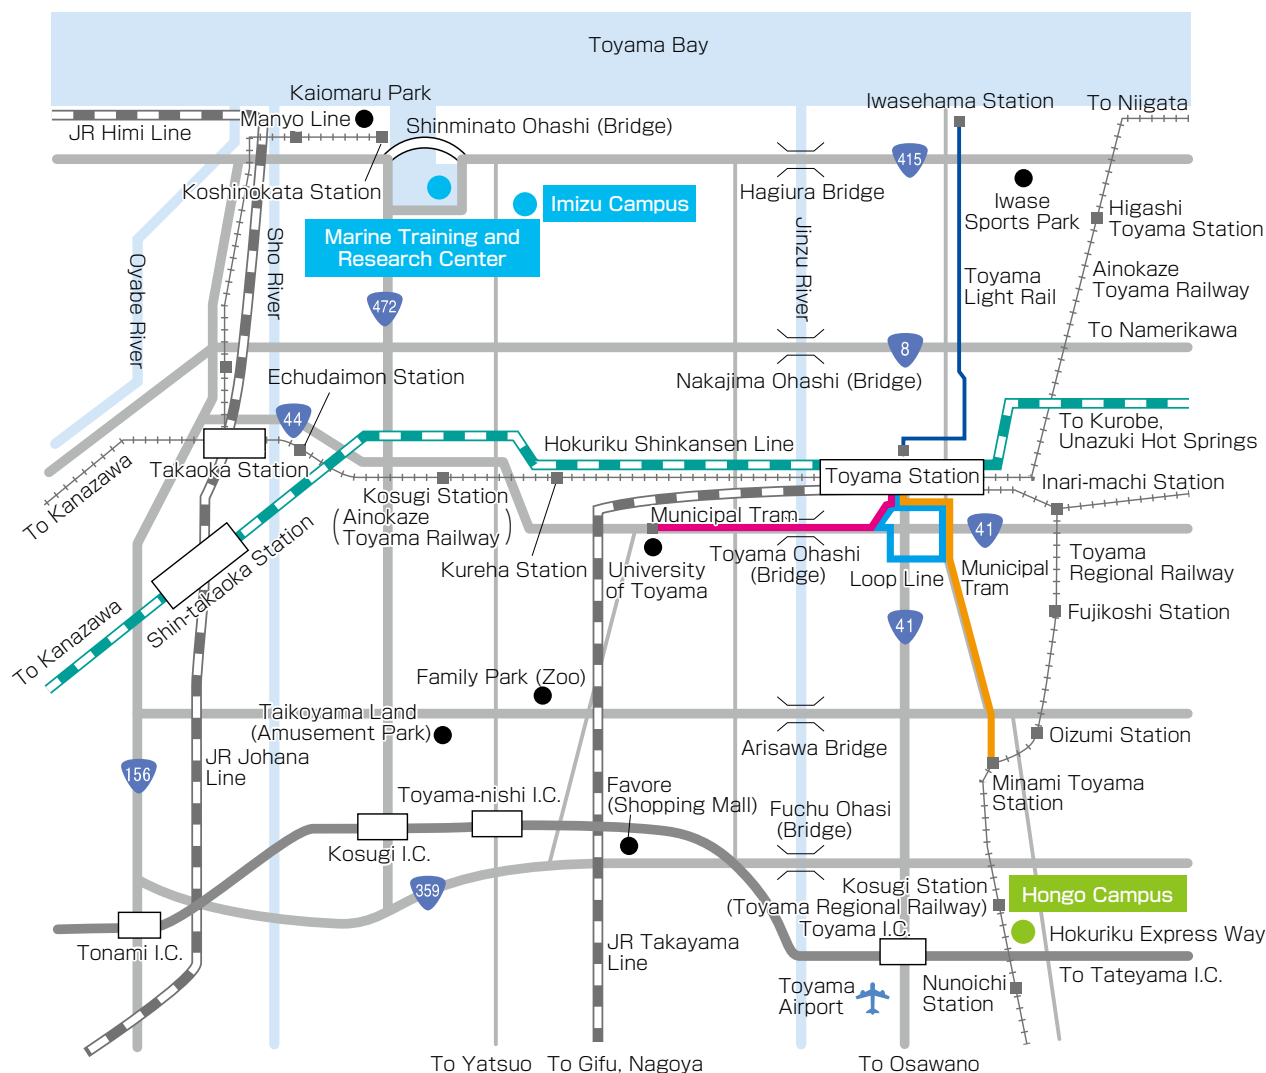 Toyama Bay
Kaiomaru Park
Iwasehama Station
To Niigata
Manyo Line
JR Himi Line
Shinminato Ohashi (Bridge)
415
Koshinokata Station
Hagiura Bridge
Iwase
Sports Park
Imizu Campus
Higashi
Toyama Station
Marine Training and
Research Center
Sho River
Jinzu River
Oyabe River
Toyama
Light Rail
Ainokaze
Toyama Railway
472
To Namerikawa
8
Echudaimon Station
Nakajima Ohashi (Bridge)
44
To Kurobe,
Unazuki Hot Springs
Hokuriku Shinkansen Line
Takaoka Station
Toyama Station
To Kanazawa
Kosugi Station
(Ainokaze
Toyama Railway)
Inari-machi Station
Municipal Tram
41
Shin-takaoka Station
Kureha Station
University
of Toyama
Toyama Ohashi
(Bridge)
Loop Line
Municipal
Tram
Toyama
Regional Railway
To Kanazawa
Fujikoshi Station
41
Family Park (Zoo)
Taikoyama Land
(Amusement Park)
Arisawa Bridge
Oizumi Station
156
JR Johana
Line
Toyama-nishi I.C.
Favore
(Shopping Mall)
Minami Toyama
Station
Fuchu Ohasi
(Bridge)
Kosugi I.C.
359
Kosugi Station
(Toyama Regional Railway)
Hongo Campus
Toyama I.C.
Hokuriku Express Way
Tonami I.C.
JR Takayama
Line
To Tateyama I.C.
Toyama
Airport
Nunoichi
Station
To Yatsuo
To Gifu, Nagoya
To Osawano